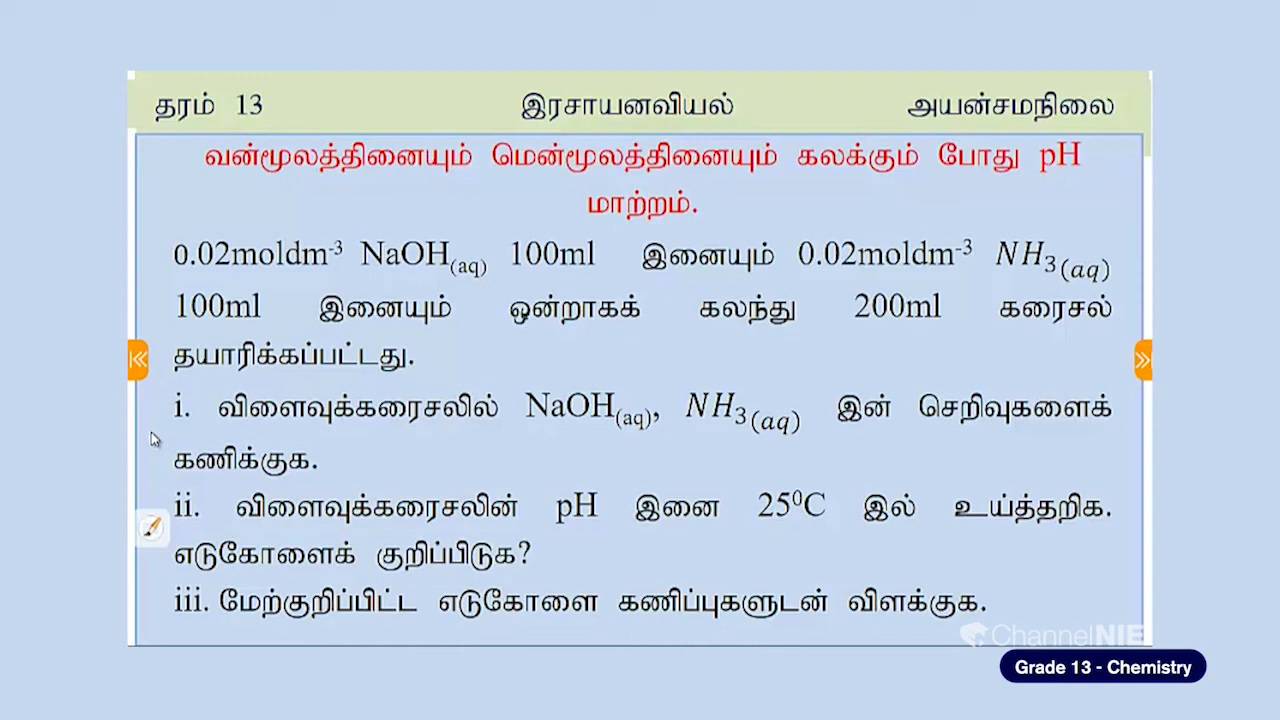 தரம் 13 இரசாயனவியல் அயன்சமநிலை
வன்மூலத்தினையும் மென்மூலத்தினையும் கலக்கும் போது pH
மாற்றம்.
0.02moldm⁻³ NaOH₍aq₎ 100ml இனையும் 0.02moldm⁻³ NH₃₍aq₎
100ml இனையும் ஒன்றாகக் கலந்து 200ml கரைசல்
தயாரிக்கப்பட்டது.
i. விளைவுக்கரைசலில் NaOH₍aq₎, NH₃₍aq₎ இன் செறிவுகளைக்
கணிக்குக.
ii. விளைவுக்கரைசலின் pH இனை 25⁰C இல் உய்த்தறிக.
எடுகோளைக் குறிப்பிடுக?
iii. மேற்குறிப்பிட்ட எடுகோளை கணிப்புகளுடன் விளக்குக.
ChannelNIE
Grade 13 - Chemistry